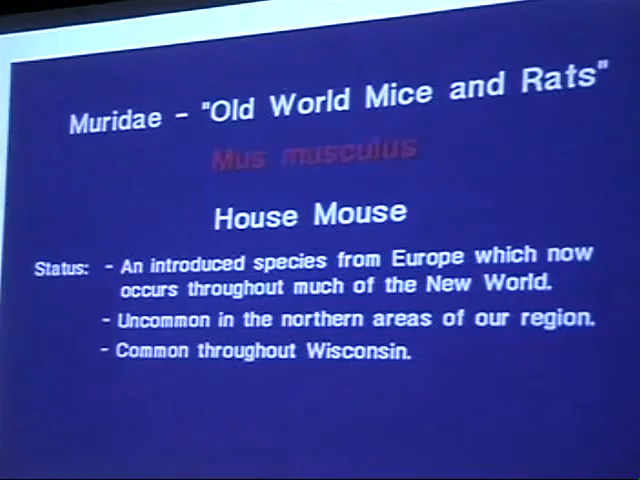 Muridae - "Old World Mice and Rats"
Mus musculus
House Mouse
Status: - An introduced species from Europe which now
occurs throughout much of the New World.
- Uncommon in the northern areas of our region.
- Common throughout Wisconsin.